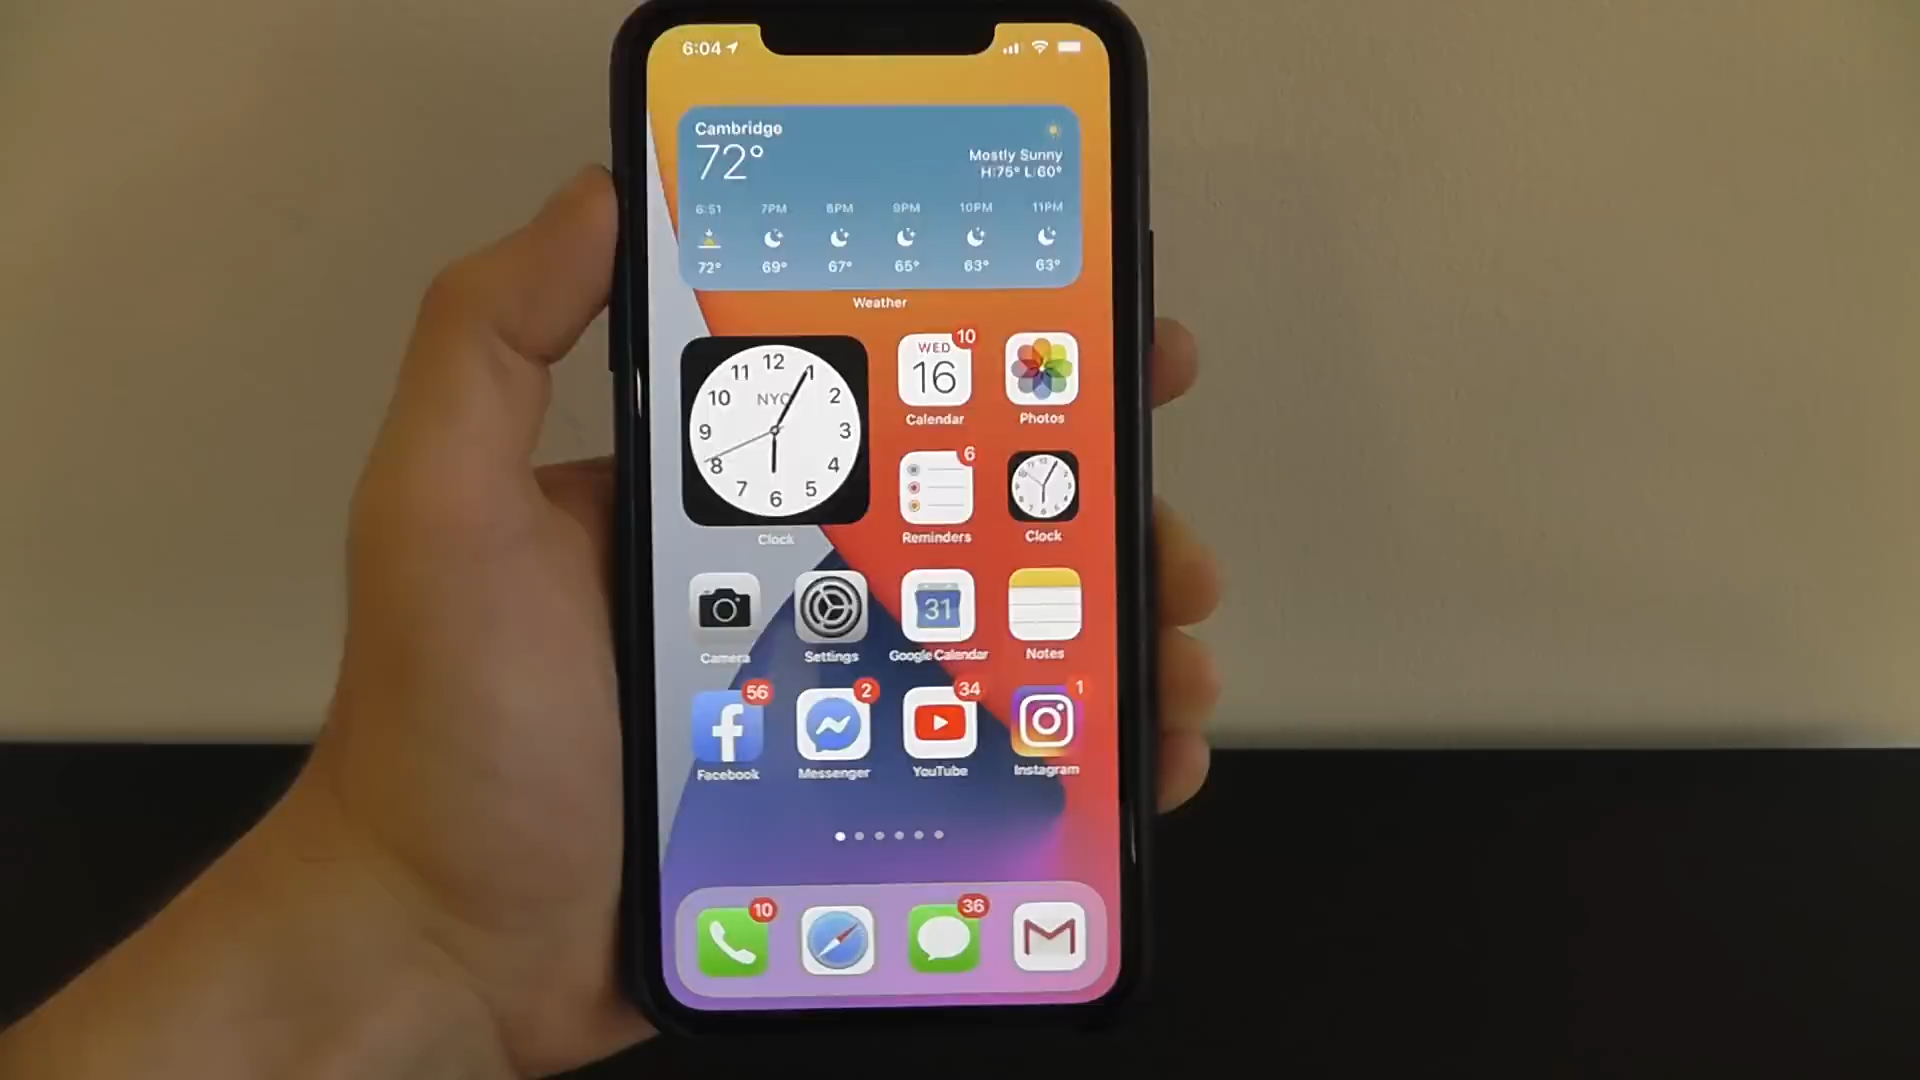 6:04
Cambridge
72°
Mostly Sunny
H:75° L:60°
6:51 7PM 8PM 9PM 10PM 11PM
72° 69° 67° 65° 63° 63°
Weather
12
11 1
10 NYC 2
9 3
8 4
7 5
6
Clock
WED 10
16
Calendar
Photos
6
Reminders
Clock
Camera
Settings
31
Google Calendar
Notes
56 2 34 1
Facebook Messenger YouTube Instagram
10 36